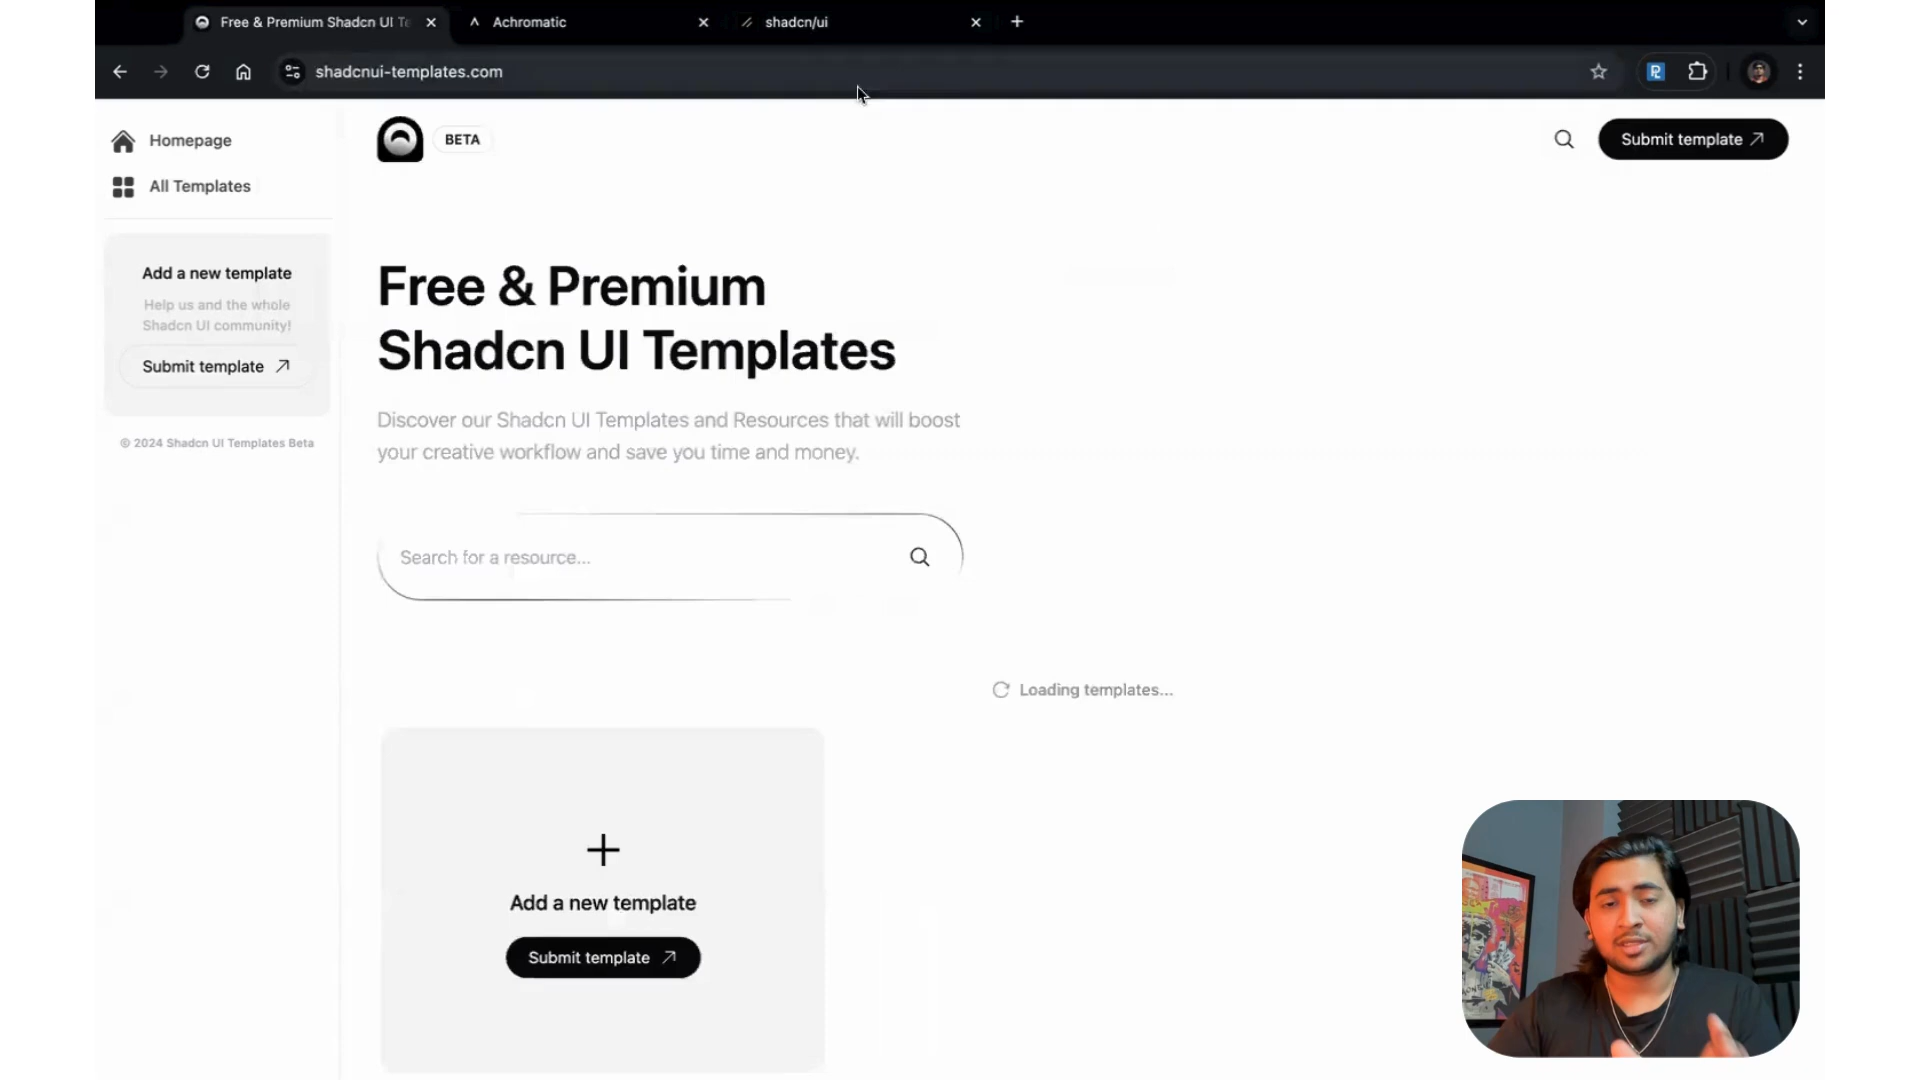 Free & Premium Shadcn UI Te
Achromatic
shadcn/ui
shadcnui-templates.com
Homepage
All Templates
Add a new template
Help us and the whole
Shadcn UI community!
Submit template
© 2024 Shadcn UI Templates Beta
BETA
Submit template
Free & Premium
Shadcn UI Templates
Discover our Shadcn UI Templates and Resources that will boost
your creative workflow and save you time and money.
Search for a resource...
Loading templates...
Add a new template
Submit template